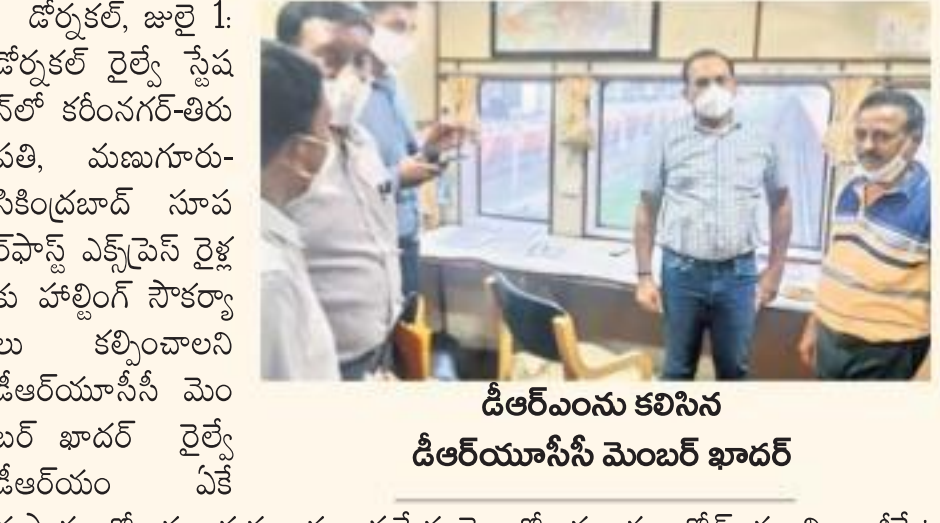 డోర్నకల్, జులై 1:
డోర్నకల్ రైల్వే స్టేష
న్‌లో కరీంనగర్-తిరు
పతి, మణుగూరు-
సికింద్రబాద్ సూప
ర్‌ఫాస్ట్ ఎక్స్‌ప్రెస్ రైళ్ల
కు హాల్టింగ్ సౌకర్యా
లు కల్పించాలని
డీఆర్‌యూసీసీ మెం
బర్ ఖాదర్ రైల్వే
డీఆర్‌యం ఏకే
డీఆర్‌ఎంను కలిసిన
డీఆర్‌యూసీసీ మెంబర్ ఖాదర్